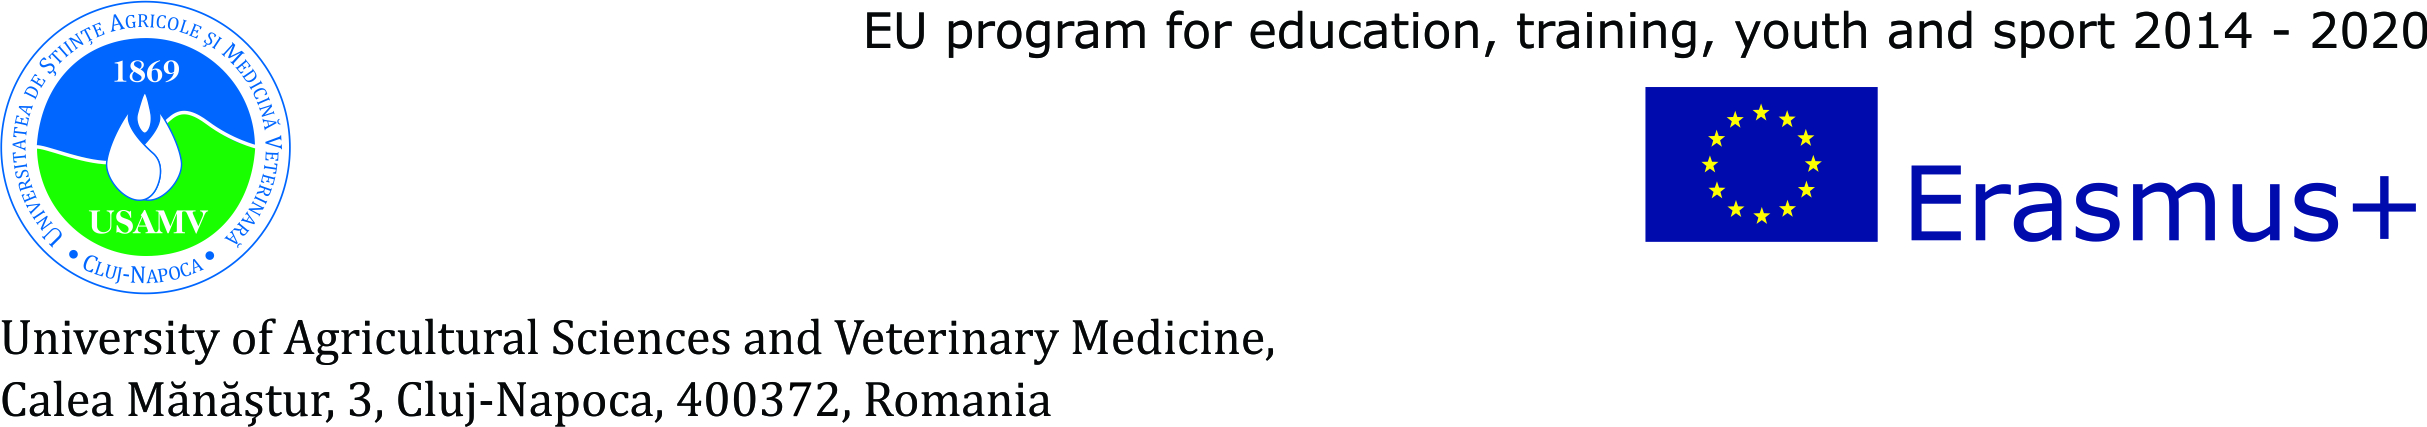 UNIVERSITATEA DE ȘTIINȚE AGRICOLE ȘI MEDICINĂ VETERINARĂ
• CLUJ-NAPOCA •
1869
USAMV
EU program for education, training, youth and sport 2014 - 2020
Erasmus+
University of Agricultural Sciences and Veterinary Medicine,
Calea Mănăștur, 3, Cluj-Napoca, 400372, Romania